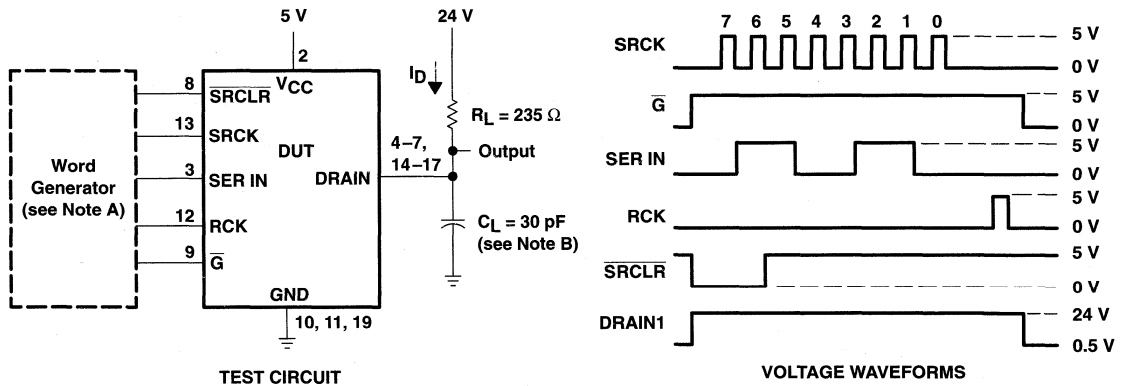 5 V
24 V
2
I_D
8
SRCLR
V_CC
R_L = 235 Ω
13
SRCK
DUT
4–7,
14–17
Output
Word
Generator
(see Note A)
3
SER IN
DRAIN
12
RCK
C_L = 30 pF
(see Note B)
9
G
GND
10, 11, 19
TEST CIRCUIT
7 6 5 4 3 2 1 0
SRCK
5 V
0 V
G
5 V
0 V
SER IN
5 V
0 V
RCK
5 V
0 V
SRCLR
5 V
0 V
DRAIN1
24 V
0.5 V
VOLTAGE WAVEFORMS